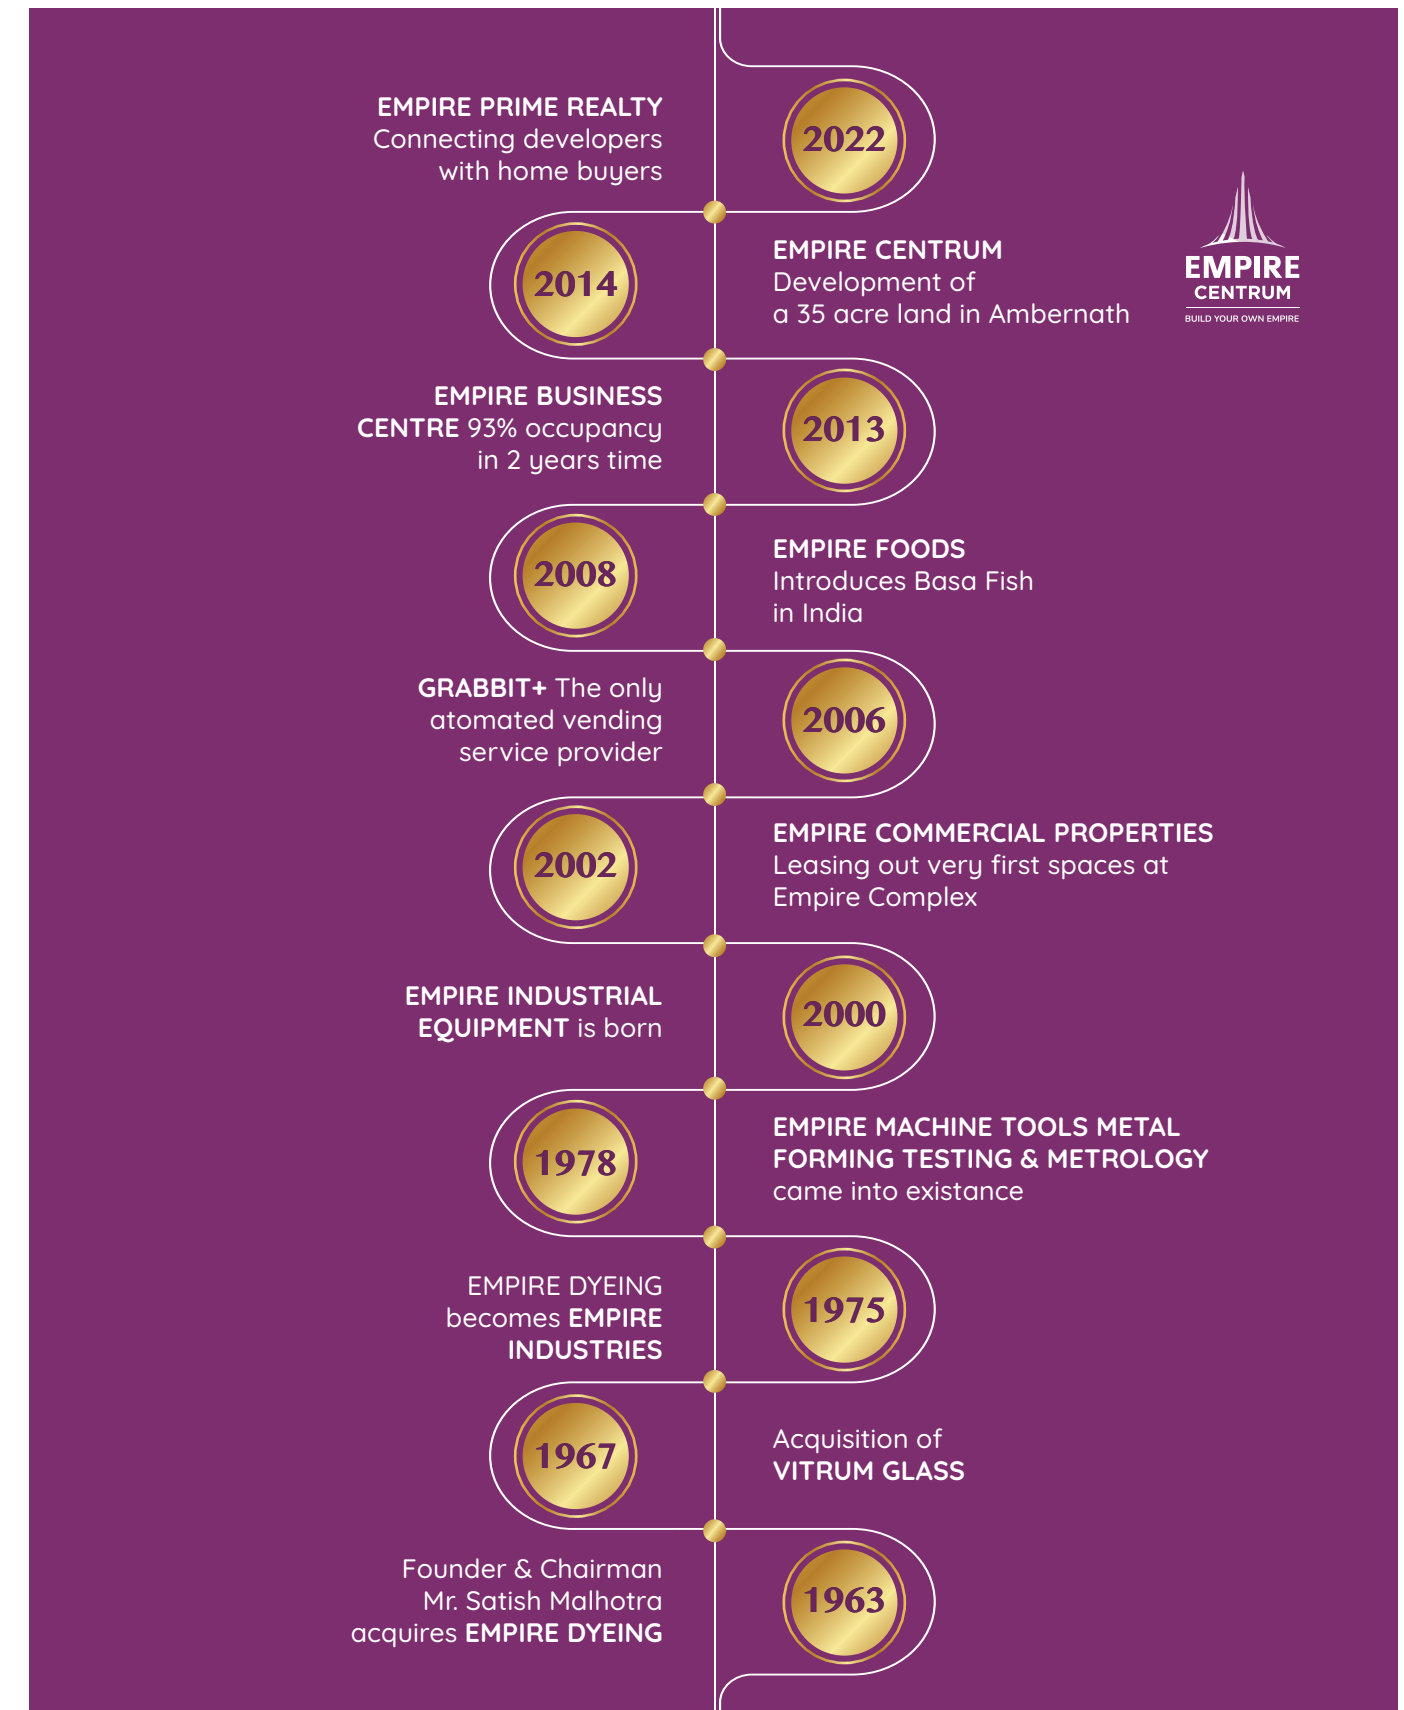 EMPIRE PRIME REALTY
Connecting developers
with home buyers
2022
2014
EMPIRE CENTRUM
Development of
a 35 acre land in Ambernath
EMPIRE
CENTRUM
BUILD YOUR OWN EMPIRE
EMPIRE BUSINESS
CENTRE 93% occupancy
in 2 years time
2013
2008
EMPIRE FOODS
Introduces Basa Fish
in India
GRABBIT+ The only
atomated vending
service provider
2006
2002
EMPIRE COMMERCIAL PROPERTIES
Leasing out very first spaces at
Empire Complex
EMPIRE INDUSTRIAL
EQUIPMENT is born
2000
1978
EMPIRE MACHINE TOOLS METAL
FORMING TESTING & METROLOGY
came into existance
EMPIRE DYEING
becomes EMPIRE
INDUSTRIES
1975
1967
Acquisition of
VITRUM GLASS
Founder & Chairman
Mr. Satish Malhotra
acquires EMPIRE DYEING
1963